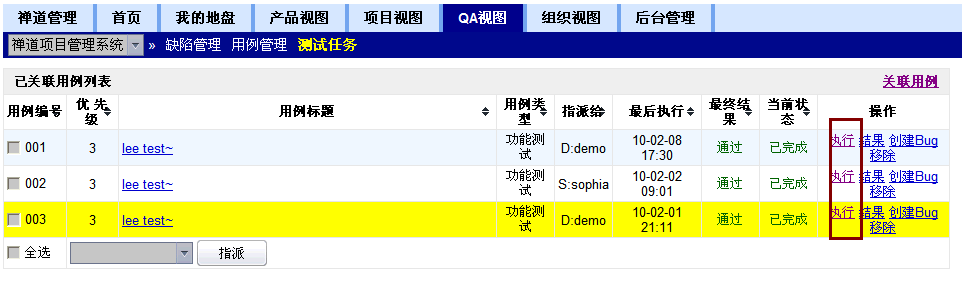 禅道管理 首页 我的地盘 产品视图 项目视图 QA视图 组织视图 后台管理
禅道项目管理系统 » 缺陷管理 用例管理 测试任务
已关联用例列表 关联用例
用例编号 优先级 用例标题 用例类型 指派给 最后执行 最终结果 当前状态 操作
001 3 lee test~ 功能测试 D:demo 10-02-08 17:30 通过 已完成 执行 结果 创建Bug 移除
002 3 lee test~ 功能测试 S:sophia 10-02-02 09:01 通过 已完成 执行 结果 创建Bug 移除
003 3 lee test~ 功能测试 D:demo 10-02-01 21:11 通过 已完成 执行 结果 创建Bug 移除
全选 指派